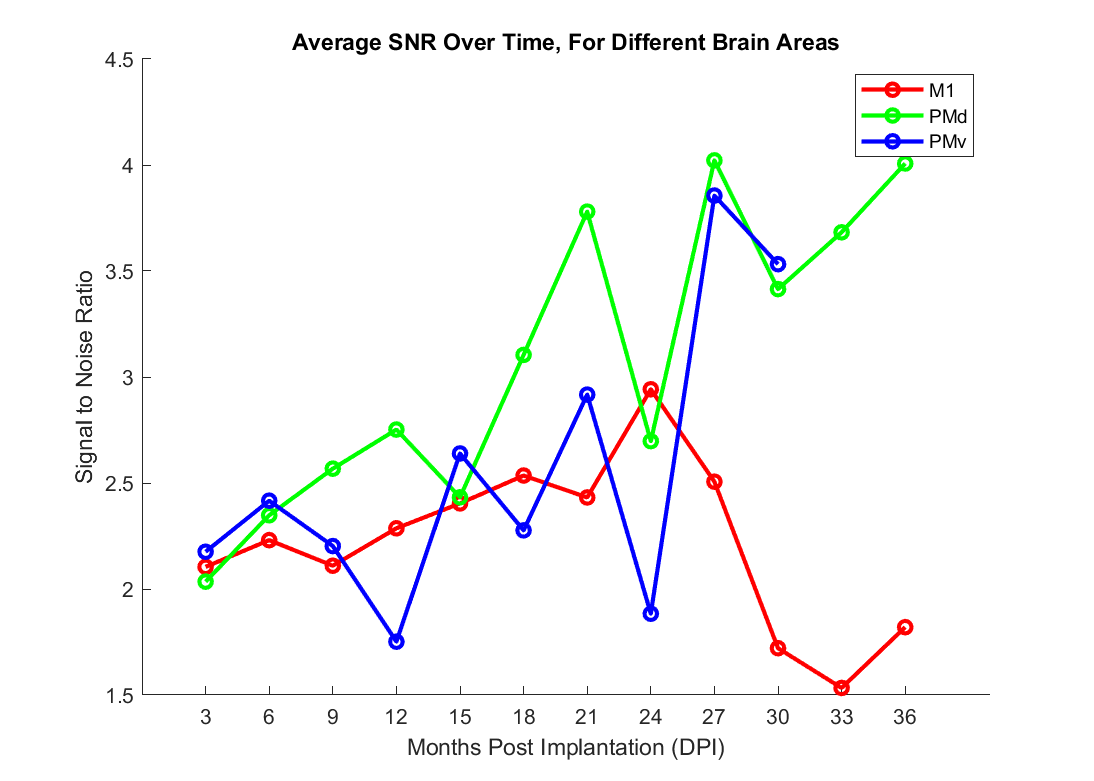 Average SNR Over Time, For Different Brain Areas
4.5
4
3.5
3
2.5
2
1.5
Signal to Noise Ratio
M1
PMd
PMv
3 6 9 12 15 18 21 24 27 30 33 36
Months Post Implantation (DPI)